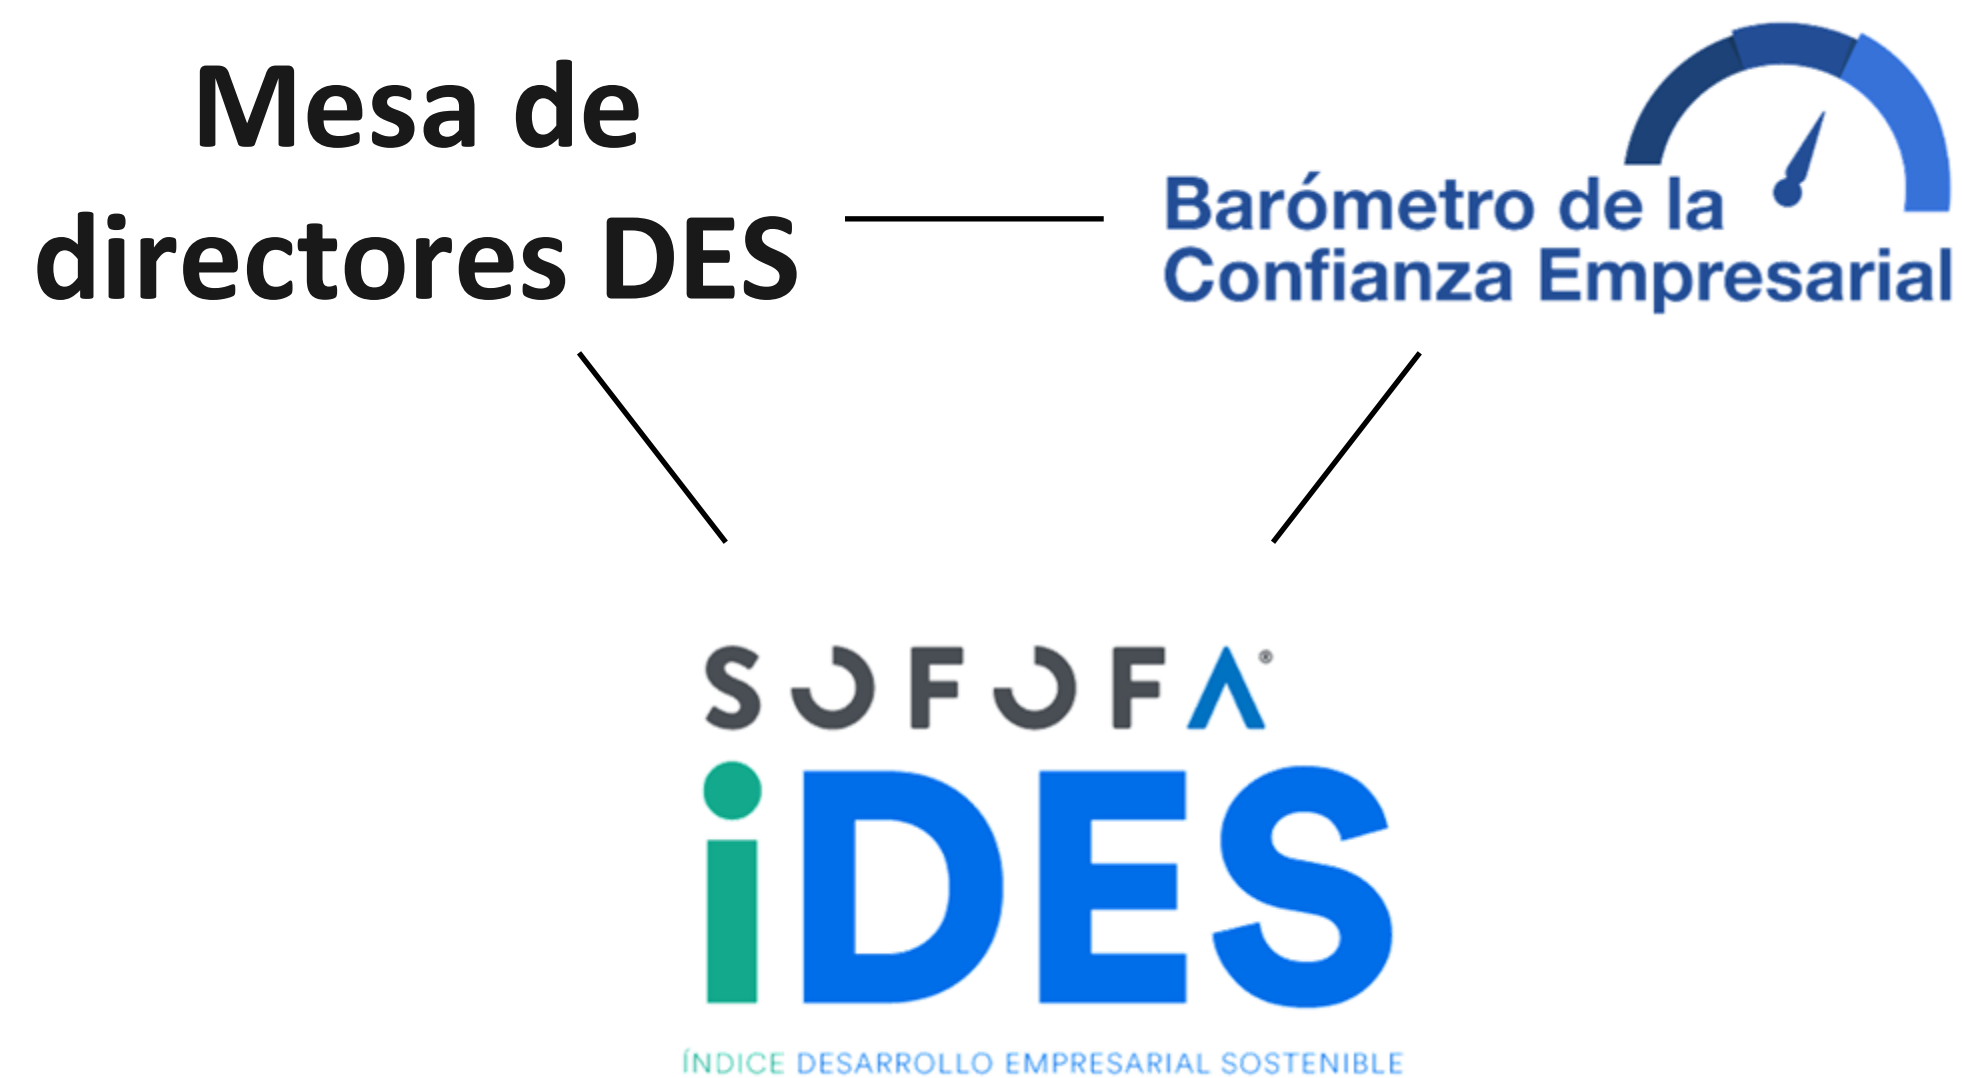 Mesa de
directores DES
Barómetro de la
Confianza Empresarial
SOFOFA®
iDES
ÍNDICE DESARROLLO EMPRESARIAL SOSTENIBLE